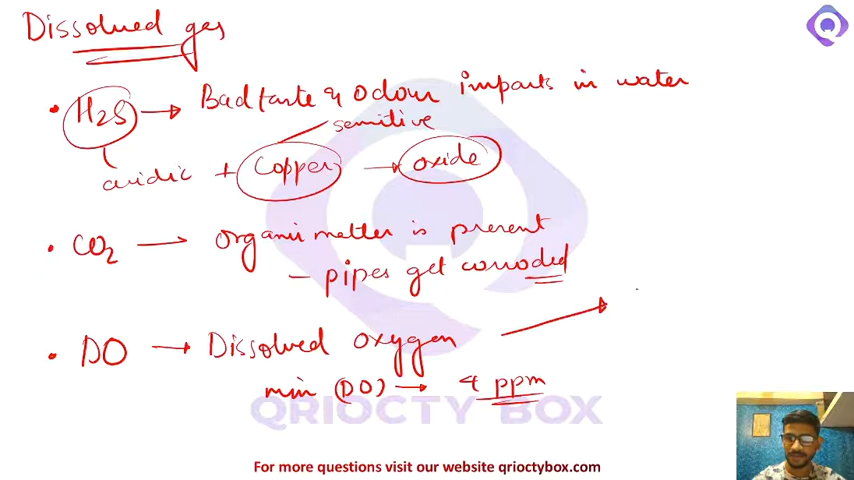 Dissolved gas
• H2S → Bad taste & Odour imparts in water
sensitive
acidic + Copper → oxide
• CO2 → organic matter is present
– pipes get corroded
• DO → Dissolved oxygen →
min (DO) → 4 ppm
QRIOCTY BOX
For more questions visit our website qrioctybox.com